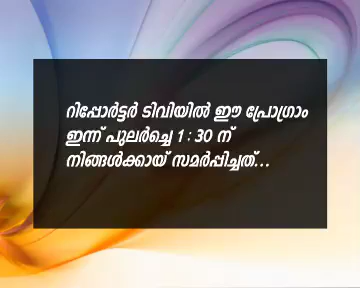 റിപ്പോർട്ടർ ടിവിയിൽ ഈ പ്രോഗ്രാം
ഇന്ന് പുലർച്ചെ 1 : 30 ന്
നിങ്ങൾക്കായ് സമർപ്പിച്ചത്...